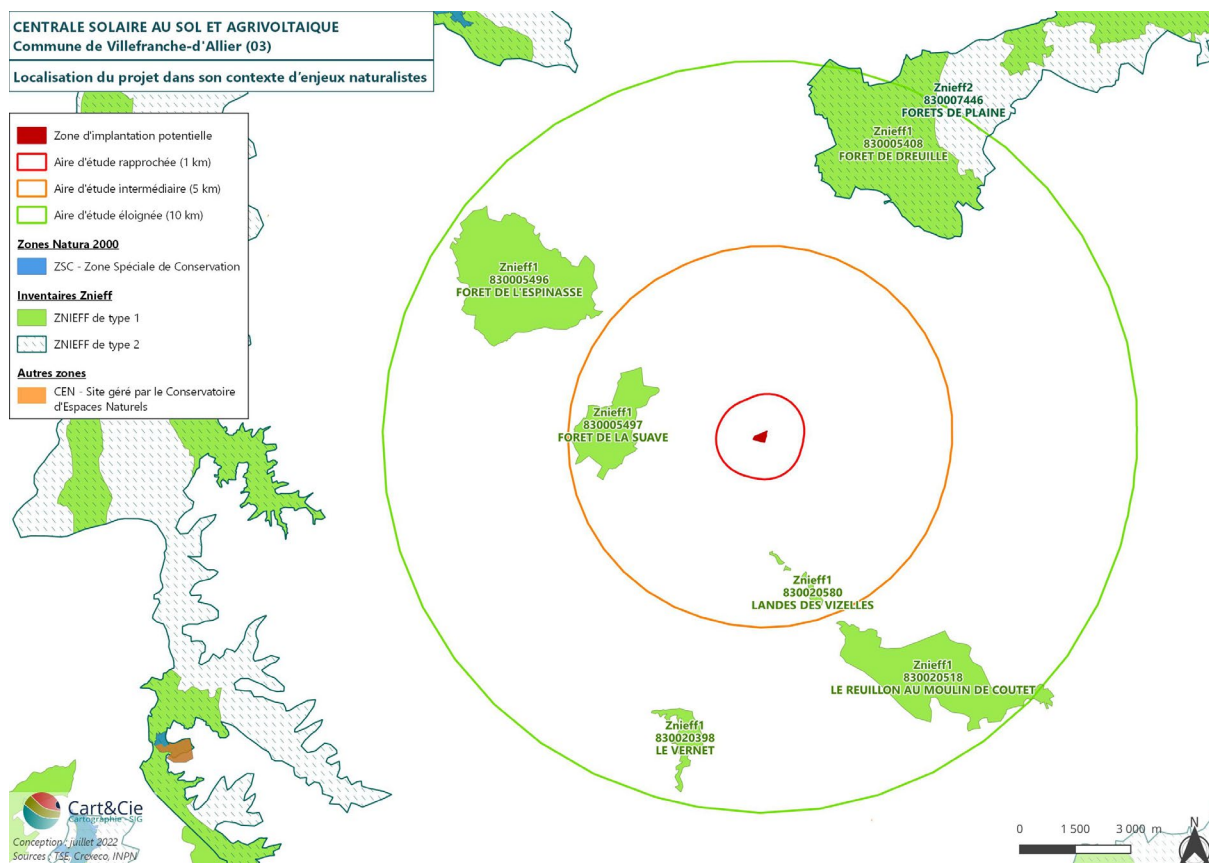 CENTRALE SOLAIRE AU SOL ET AGRIVOLTAIQUE
Commune de Villefranche-d'Allier (03)
Localisation du projet dans son contexte d'enjeux naturalistes
Zone d'implantation potentielle
Aire d'étude rapprochée (1 km)
Aire d'étude intermédiaire (5 km)
Aire d'étude éloignée (10 km)
Zones Natura 2000
ZSC - Zone Spéciale de Conservation
Inventaires Znieff
ZNIEFF de type 1
ZNIEFF de type 2
Autres zones
CEN - Site géré par le Conservatoire
d'Espaces Naturels
Znieff2
830007446
FORETS DE PLAINE
Znieff1
830005408
FORET DE DREUILLE
Znieff1
830005496
FORET DE L'ESPINASSE
Znieff1
830005497
FORET DE LA SUAVE
Znieff1
830020580
LANDES DES VIZELLES
Znieff1
830020518
LE REUILLON AU MOULIN DE COUTET
Znieff1
830020398
LE VERNET
Cart&Cie
Cartographie - SIG
Conception : juillet 2022
Sources : TSE, Crexeco, INPN
0 1 500 3 000 m
N